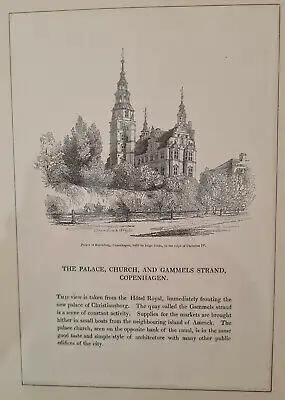 Palace of Rosenborg, Copenhagen, built by Inigo Jones, in the reign of Christian IV.
THE PALACE, CHURCH, AND GAMMELS STRAND,
COPENHAGEN.
This view is taken from the Hôtel Royal, immediately fronting the
new palace of Christianberg. The quay called the Gammels strand
is a scene of constant activity. Supplies for the markets are brought
hither in small boats from the neighbouring island of Amerck. The
palace church, seen on the opposite bank of the canal, is in the same
good taste and simple style of architecture with many other public
edifices of the city.